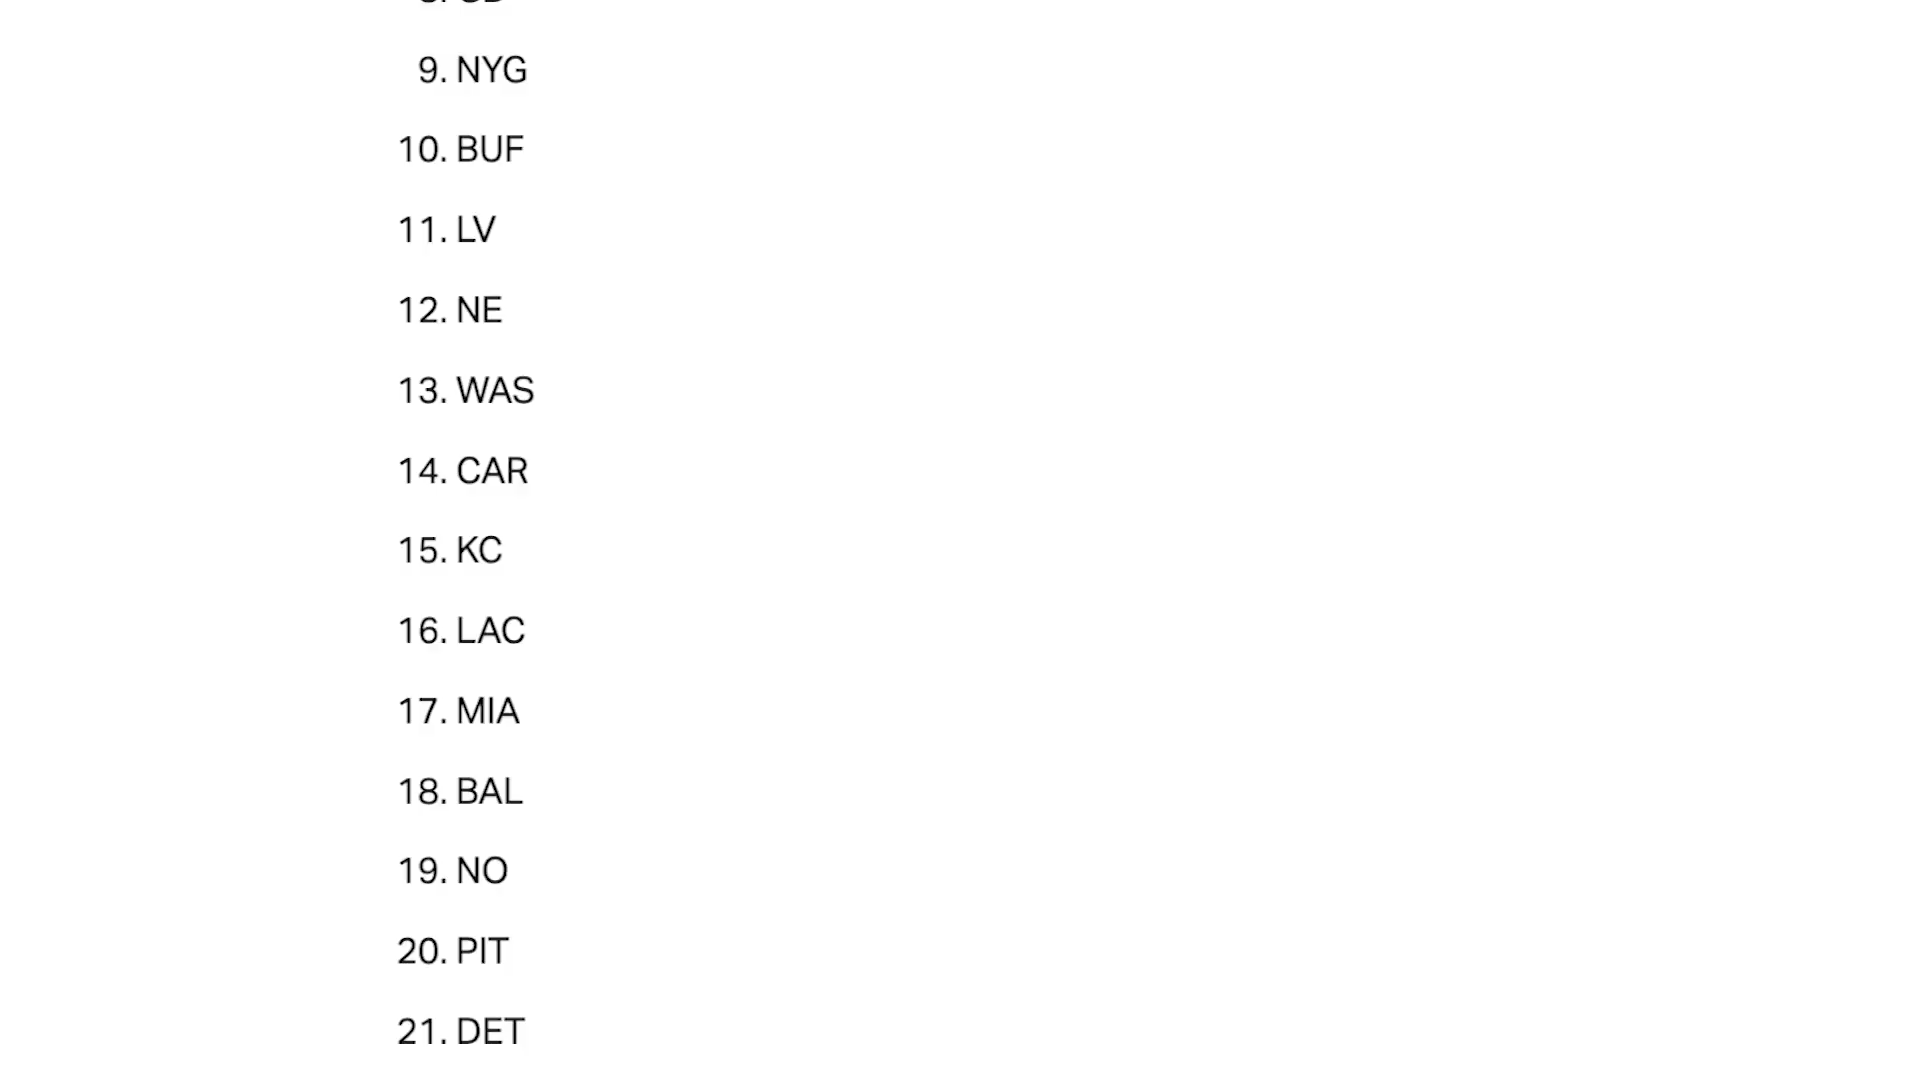 9. NYG
10. BUF
11. LV
12. NE
13. WAS
14. CAR
15. KC
16. LAC
17. MIA
18. BAL
19. NO
20. PIT
21. DET